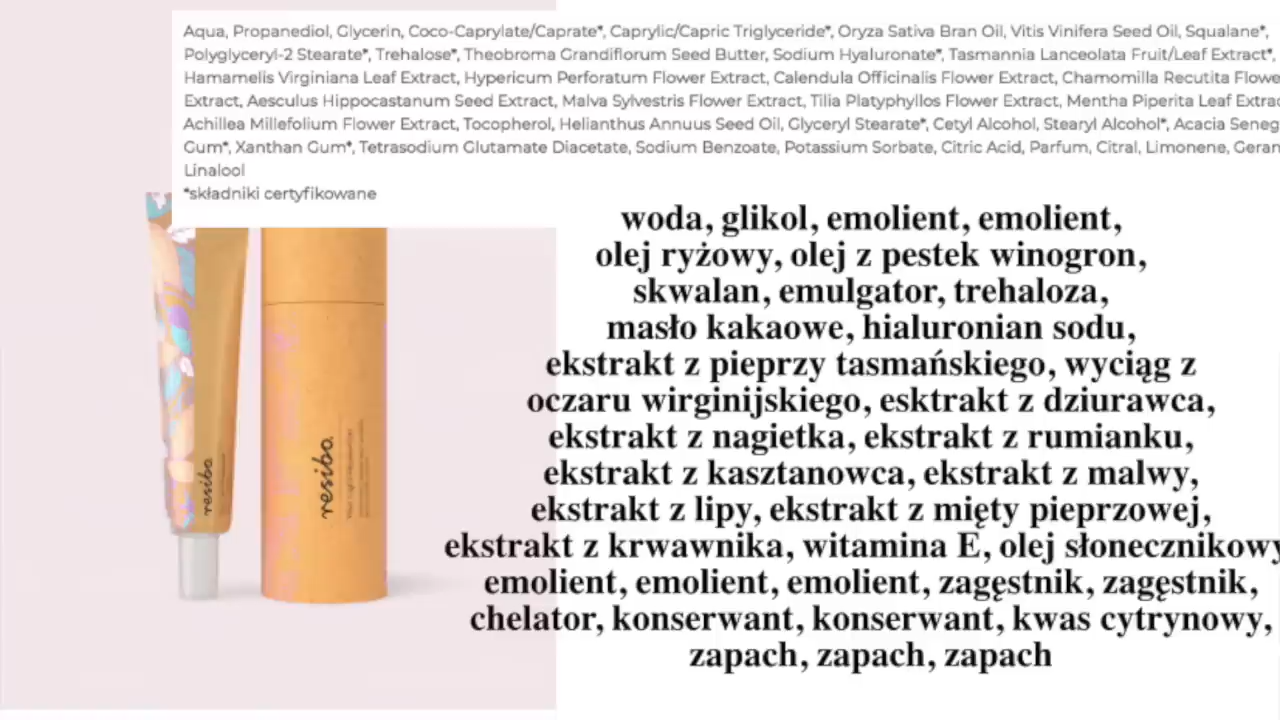 Aqua, Propanediol, Glycerin, Coco-Caprylate/Caprate*, Caprylic/Capric Triglyceride*, Oryza Sativa Bran Oil, Vitis Vinifera Seed Oil, Squalane*,
Polyglyceryl-2 Stearate*, Trehalose*, Theobroma Grandiflorum Seed Butter, Sodium Hyaluronate*, Tasmannia Lanceolata Fruit/Leaf Extract*,
Hamamelis Virginiana Leaf Extract, Hypericum Perforatum Flower Extract, Calendula Officinalis Flower Extract, Chamomilla Recutita Flowe
Extract, Aesculus Hippocastanum Seed Extract, Malva Sylvestris Flower Extract, Tilia Platyphyllos Flower Extract, Mentha Piperita Leaf Extrac
Achillea Millefolium Flower Extract, Tocopherol, Helianthus Annuus Seed Oil, Glyceryl Stearate*, Cetyl Alcohol, Stearyl Alcohol*, Acacia Seneg
Gum*, Xanthan Gum*, Tetrasodium Glutamate Diacetate, Sodium Benzoate, Potassium Sorbate, Citric Acid, Parfum, Citral, Limonene, Geran
Linalool
*składniki certyfikowane
woda, glikol, emolient, emolient,
olej ryżowy, olej z pestek winogron,
skwalan, emulgator, trehaloza,
masło kakaowe, hialuronian sodu,
ekstrakt z pieprzy tasmańskiego, wyciąg z
oczaru wirginijskiego, esktrakt z dziurawca,
ekstrakt z nagietka, ekstrakt z rumianku,
ekstrakt z kasztanowca, ekstrakt z malwy,
ekstrakt z lipy, ekstrakt z mięty pieprzowej,
ekstrakt z krwawnika, witamina E, olej słonecznikowy
emolient, emolient, emolient, zagęstnik, zagęstnik,
chelator, konserwant, konserwant, kwas cytrynowy,
zapach, zapach, zapach
resibo
resibo